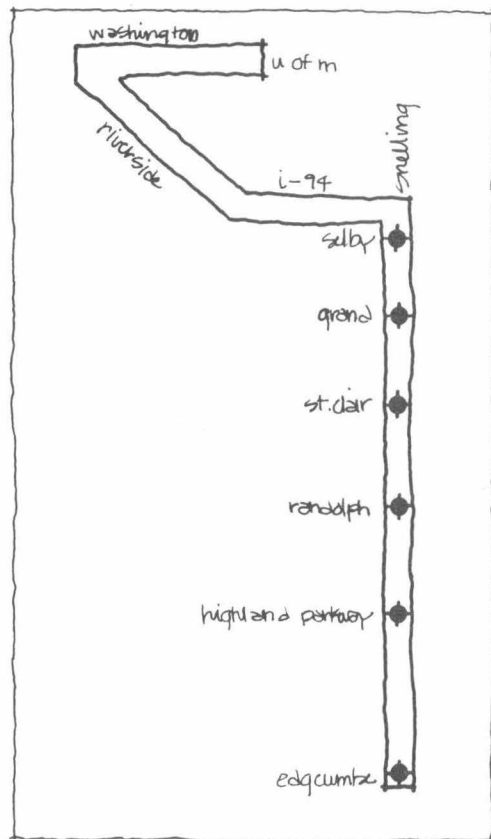 washington
u of m
riverside
i-94
snelling
selby
grand
st. clair
randolph
highland parkway
edgcumbe